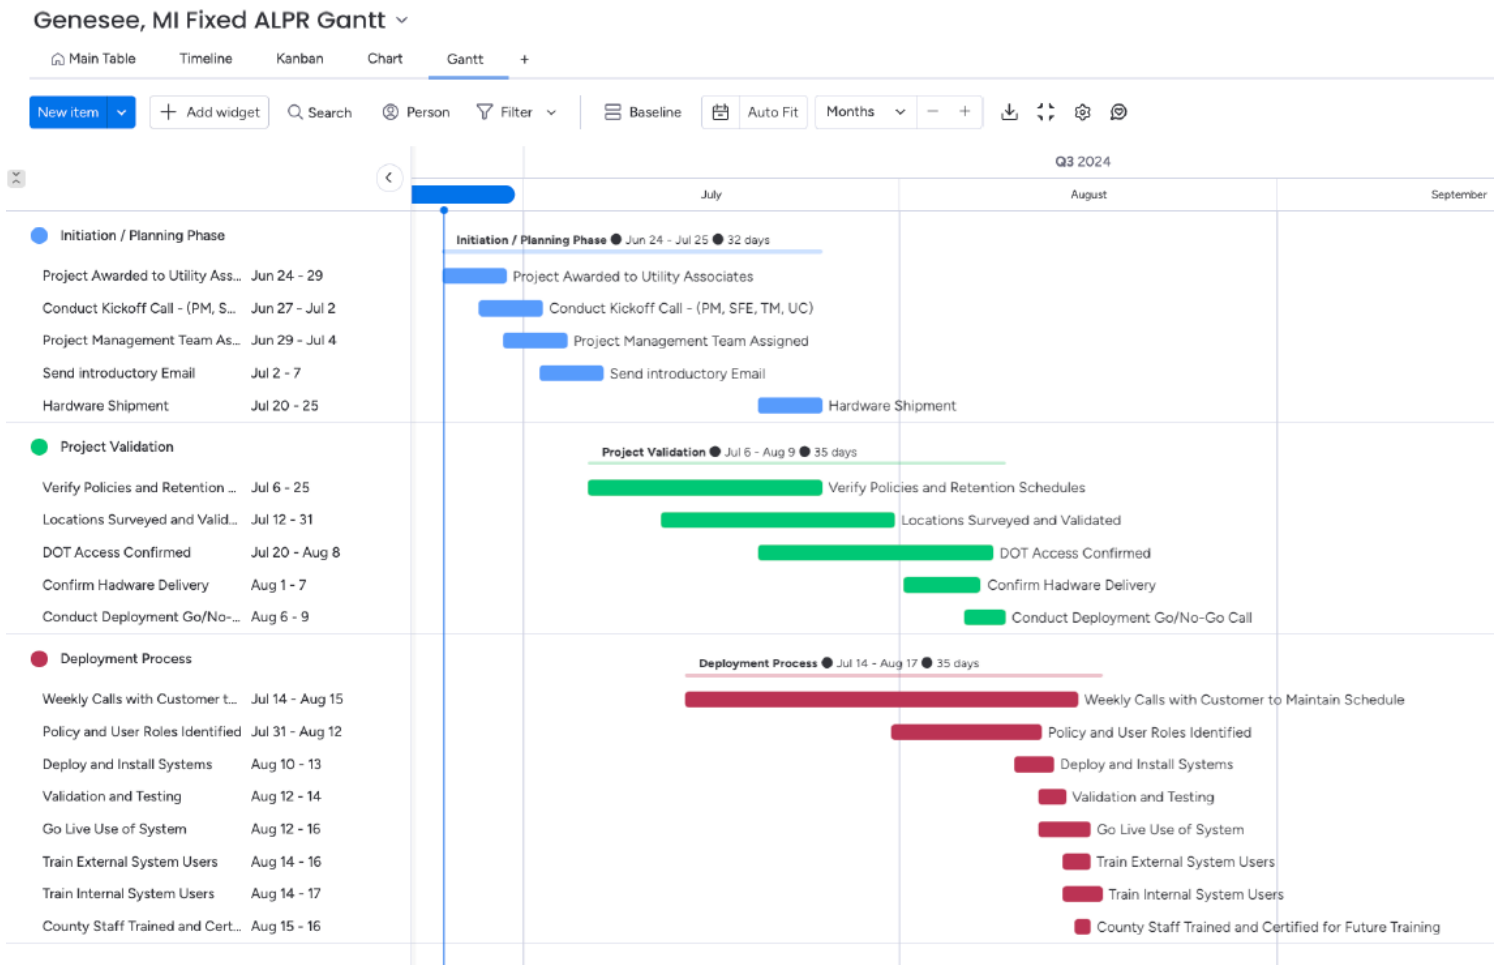 Genesee, MI Fixed ALPR Gantt
Main Table Timeline Kanban Chart Gantt +
New item Add widget Search Person Filter Baseline Auto Fit Months − +
Q3 2024
July August September
Initiation / Planning Phase
Initiation / Planning Phase ● Jun 24 - Jul 25 ● 32 days
Project Awarded to Utility Ass... Jun 24 - 29 Project Awarded to Utility Associates
Conduct Kickoff Call - (PM, S... Jun 27 - Jul 2 Conduct Kickoff Call - (PM, SFE, TM, UC)
Project Management Team As... Jun 29 - Jul 4 Project Management Team Assigned
Send introductory Email Jul 2 - 7 Send introductory Email
Hardware Shipment Jul 20 - 25 Hardware Shipment
Project Validation
Project Validation ● Jul 6 - Aug 9 ● 35 days
Verify Policies and Retention ... Jul 6 - 25 Verify Policies and Retention Schedules
Locations Surveyed and Valid... Jul 12 - 31 Locations Surveyed and Validated
DOT Access Confirmed Jul 20 - Aug 8 DOT Access Confirmed
Confirm Hadware Delivery Aug 1 - 7 Confirm Hadware Delivery
Conduct Deployment Go/No-... Aug 6 - 9 Conduct Deployment Go/No-Go Call
Deployment Process
Deployment Process ● Jul 14 - Aug 17 ● 35 days
Weekly Calls with Customer t... Jul 14 - Aug 15 Weekly Calls with Customer to Maintain Schedule
Policy and User Roles Identified Jul 31 - Aug 12 Policy and User Roles Identified
Deploy and Install Systems Aug 10 - 13 Deploy and Install Systems
Validation and Testing Aug 12 - 14 Validation and Testing
Go Live Use of System Aug 12 - 16 Go Live Use of System
Train External System Users Aug 14 - 16 Train External System Users
Train Internal System Users Aug 14 - 17 Train Internal System Users
County Staff Trained and Cert... Aug 15 - 16 County Staff Trained and Certified for Future Training